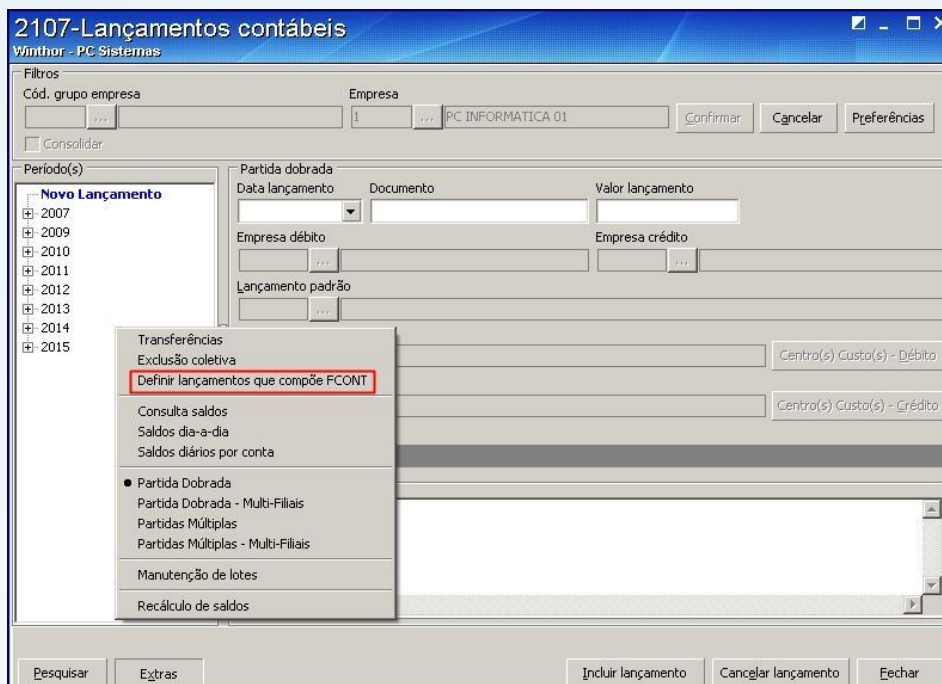 2107-Lançamentos contábeis
Winthor - PC Sistemas
Filtros
Cód. grupo empresa
Empresa
...
1
...
PC INFORMATICA 01
Confirmar
Cancelar
Preferências
Consolidar
Período(s)
Novo Lançamento
2007
2009
2010
2011
2012
2013
2014
2015
Partida dobrada
Data lançamento
Documento
Valor lançamento
Empresa débito
Empresa crédito
...
...
Lançamento padrão
...
Centro(s) Custo(s) - Débito
Centro(s) Custo(s) - Crédito
Transferências
Exclusão coletiva
Definir lançamentos que compõe FCONT
Consulta saldos
Saldos dia-a-dia
Saldos diários por conta
Partida Dobrada
Partida Dobrada - Multi-Filiais
Partidas Múltiplas
Partidas Múltiplas - Multi-Filiais
Manutenção de lotes
Recálculo de saldos
Pesquisar
Extras
Incluir lançamento
Cancelar lançamento
Fechar